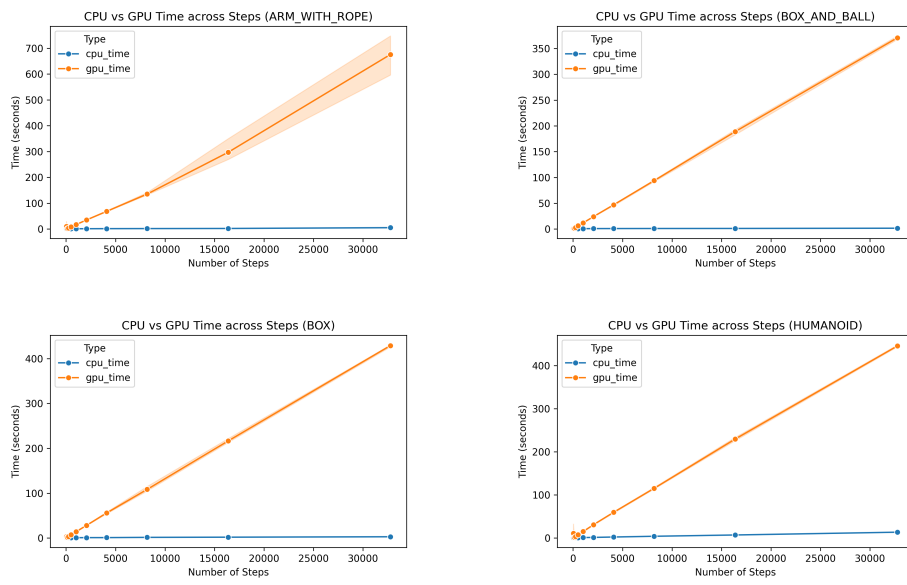 CPU vs GPU Time across Steps (ARM_WITH_ROPE)
Type
cpu_time
gpu_time
Time (seconds)
700
600
500
400
300
200
100
0
0 5000 10000 15000 20000 25000 30000
Number of Steps
CPU vs GPU Time across Steps (BOX_AND_BALL)
Type
cpu_time
gpu_time
Time (seconds)
350
300
250
200
150
100
50
0
0 5000 10000 15000 20000 25000 30000
Number of Steps
CPU vs GPU Time across Steps (BOX)
Type
cpu_time
gpu_time
Time (seconds)
400
300
200
100
0
0 5000 10000 15000 20000 25000 30000
Number of Steps
CPU vs GPU Time across Steps (HUMANOID)
Type
cpu_time
gpu_time
Time (seconds)
400
300
200
100
0
0 5000 10000 15000 20000 25000 30000
Number of Steps